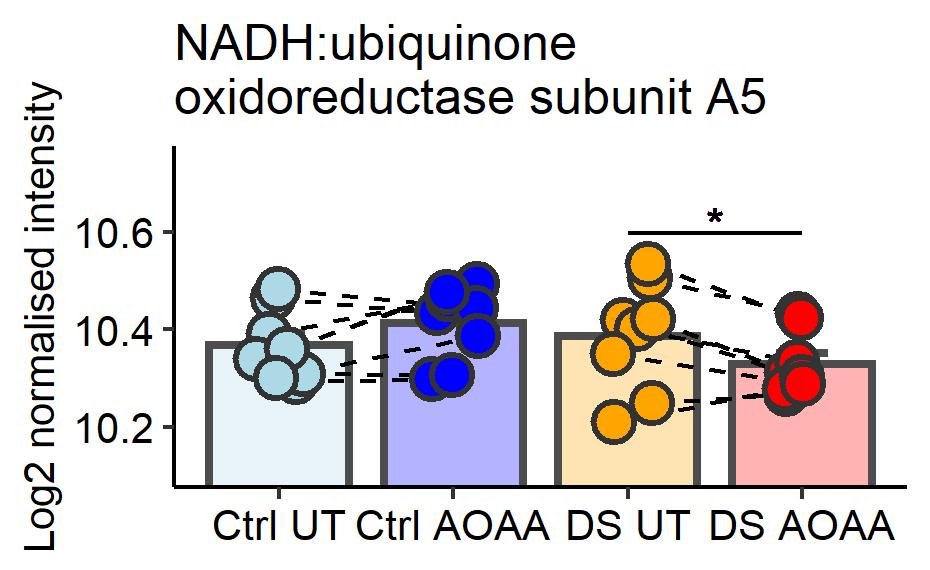 NADH:ubiquinone
oxidoreductase subunit A5
Log2 normalised intensity
10.6
10.4
10.2
*
Ctrl UT Ctrl AOAA DS UT DS AOAA